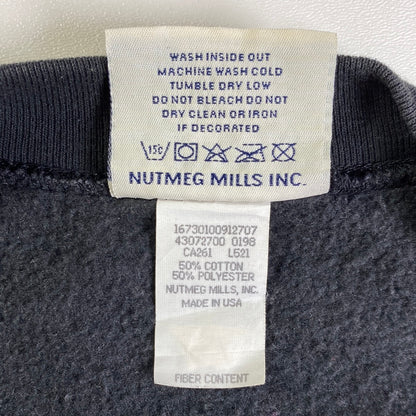 WASH INSIDE OUT
MACHINE WASH COLD
TUMBLE DRY LOW
DO NOT BLEACH DO NOT
DRY CLEAN OR IRON
IF DECORATED
15C
NUTMEG MILLS INC.
16730100912707
43072700 0198
CA261 L521
50% COTTON
50% POLYESTER
NUTMEG MILLS, INC.
MADE IN USA
FIBER CONTENT